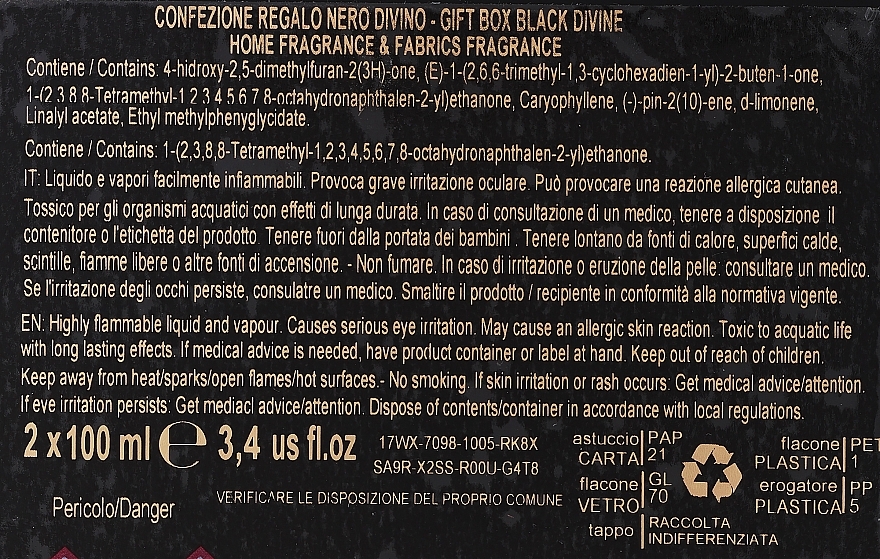 CONFEZIONE REGALO NERO DIVINO - GIFT BOX BLACK DIVINE
HOME FRAGRANCE & FABRICS FRAGRANCE
Contiene / Contains: 4-hidroxy-2,5-dimethylfuran-2(3H)-one, (E)-1-(2,6,6-trimethyl-1,3-cyclohexadien-1-yl)-2-buten-1-one,
1-(2,3,8,8-Tetramethyl-1,2,3,4,5,6,7,8-octahydronaphthalen-2-yl)ethanone, Caryophyllene, (-)-pin-2(10)-ene, d-limonene,
Linalyl acetate, Ethyl methylphenyglycidate.
Contiene / Contains: 1-(2,3,8,8-Tetramethyl-1,2,3,4,5,6,7,8-octahydronaphthalen-2-yl)ethanone.
IT: Liquido e vapori facilmente infiammabili. Provoca grave irritazione oculare. Può provocare una reazione allergica cutanea.
Tossico per gli organismi acquatici con effetti di lunga durata. In caso di consultazione di un medico, tenere a disposizione il
contenitore o l'etichetta del prodotto. Tenere fuori dalla portata dei bambini . Tenere lontano da fonti di calore, superfici calde,
scintille, fiamme libere o altre fonti di accensione. - Non fumare. In caso di irritazione o eruzione della pelle: consultare un medico.
Se l'irritazione degli occhi persiste, consulatre un medico. Smaltire il prodotto / recipiente in conformità alla normativa vigente.
EN: Highly flammable liquid and vapour. Causes serious eye irritation. May cause an allergic skin reaction. Toxic to acquatic life
with long lasting effects. If medical advice is needed, have product container or label at hand. Keep out of reach of children.
Keep away from heat/sparks/open flames/hot surfaces.- No smoking. If skin irritation or rash occurs: Get medical advice/attention.
If eye irritation persists: Get mediacl advice/attention. Dispose of contents/container in accordance with local regulations.
2 x 100 ml ℮ 3,4 us fl.oz
17WX-7098-1005-RK8X
SA9R-X2SS-R00U-G4T8
Pericolo/Danger
VERIFICARE LE DISPOSIZIONE DEL PROPRIO COMUNE
astuccio PAP
CARTA 21
flacone GL
VETRO 70
tappo RACCOLTA
INDIFFERENZIATA
flacone PET
PLASTICA 1
erogatore PP
PLASTICA 5